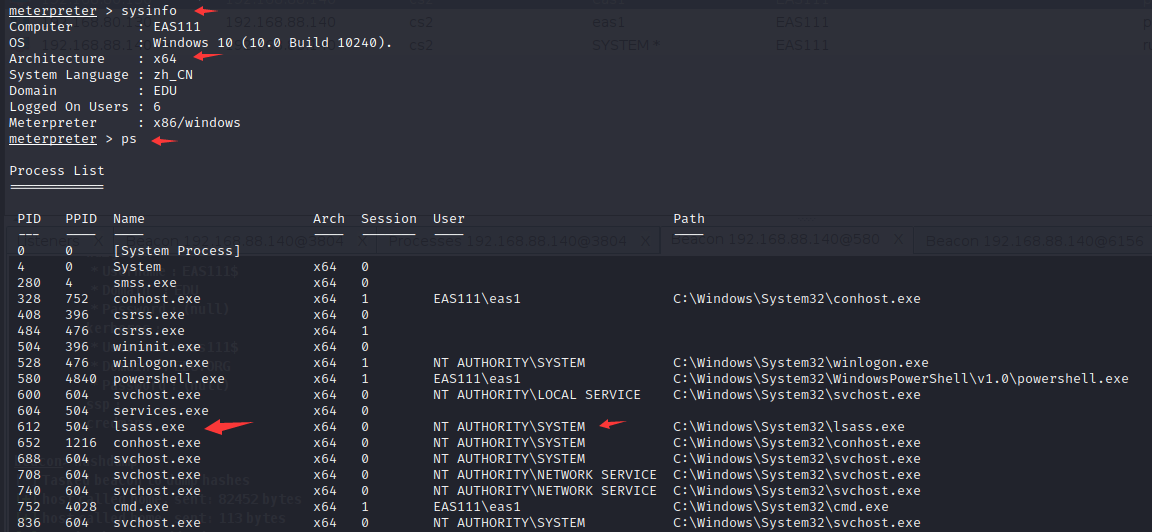 meterpreter > sysinfo
Computer : EAS111
OS : Windows 10 (10.0 Build 10240).
Architecture : x64
System Language : zh_CN
Domain : EDU
Logged On Users : 6
Meterpreter : x86/windows
meterpreter > ps
Process List
============
PID PPID Name Arch Session User Path
--- ---- ---- ---- ------- ---- ----
0 0 [System Process]
4 0 System x64 0
280 4 smss.exe x64 0
328 752 conhost.exe x64 1 EAS111\eas1 C:\Windows\System32\conhost.exe
408 396 csrss.exe x64 0
484 476 csrss.exe x64 1
504 396 wininit.exe x64 0
528 476 winlogon.exe x64 1 NT AUTHORITY\SYSTEM C:\Windows\System32\winlogon.exe
580 4840 powershell.exe x64 1 EAS111\eas1 C:\Windows\System32\WindowsPowerShell\v1.0\powershell.exe
600 604 svchost.exe x64 0 NT AUTHORITY\LOCAL SERVICE C:\Windows\System32\svchost.exe
604 504 services.exe x64 0
612 504 lsass.exe x64 0 NT AUTHORITY\SYSTEM C:\Windows\System32\lsass.exe
652 1216 conhost.exe x64 0 NT AUTHORITY\SYSTEM C:\Windows\System32\conhost.exe
688 604 svchost.exe x64 0 NT AUTHORITY\SYSTEM C:\Windows\System32\svchost.exe
708 604 svchost.exe x64 0 NT AUTHORITY\NETWORK SERVICE C:\Windows\System32\svchost.exe
740 604 svchost.exe x64 0 NT AUTHORITY\NETWORK SERVICE C:\Windows\System32\svchost.exe
752 4028 cmd.exe x64 1 EAS111\eas1 C:\Windows\System32\cmd.exe
836 604 svchost.exe x64 0 NT AUTHORITY\SYSTEM C:\Windows\System32\svchost.exe